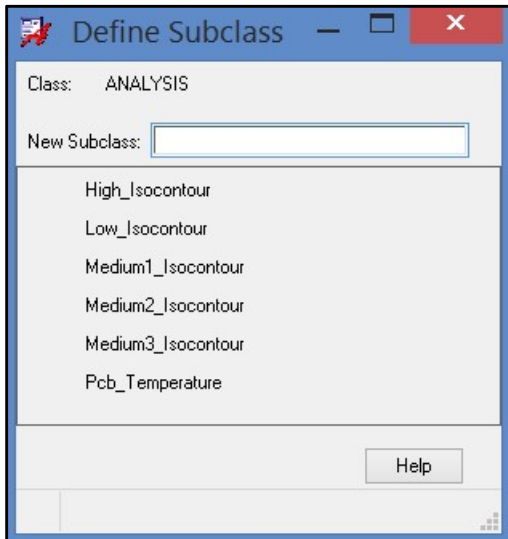 Define Subclass
Class: ANALYSIS
New Subclass:
High_Isocontour
Low_Isocontour
Medium1_Isocontour
Medium2_Isocontour
Medium3_Isocontour
Pcb_Temperature
Help